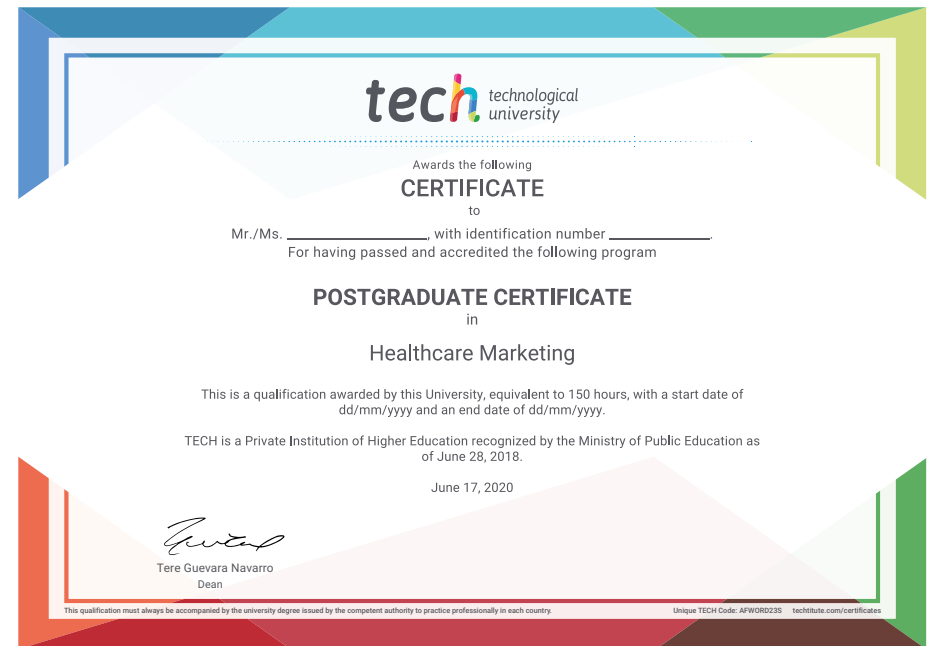 tech technological
university
Awards the following
CERTIFICATE
to
Mr./Ms. ____________________, with identification number ______________.
For having passed and accredited the following program
POSTGRADUATE CERTIFICATE
in
Healthcare Marketing
This is a qualification awarded by this University, equivalent to 150 hours, with a start date of
dd/mm/yyyy and an end date of dd/mm/yyyy.
TECH is a Private Institution of Higher Education recognized by the Ministry of Public Education as
of June 28, 2018.
June 17, 2020
Tere Guevara Navarro
Dean
This qualification must always be accompanied by the university degree issued by the competent authority to practice professionally in each country. Unique TECH Code: AFWORD23S techtitute.com/certificates